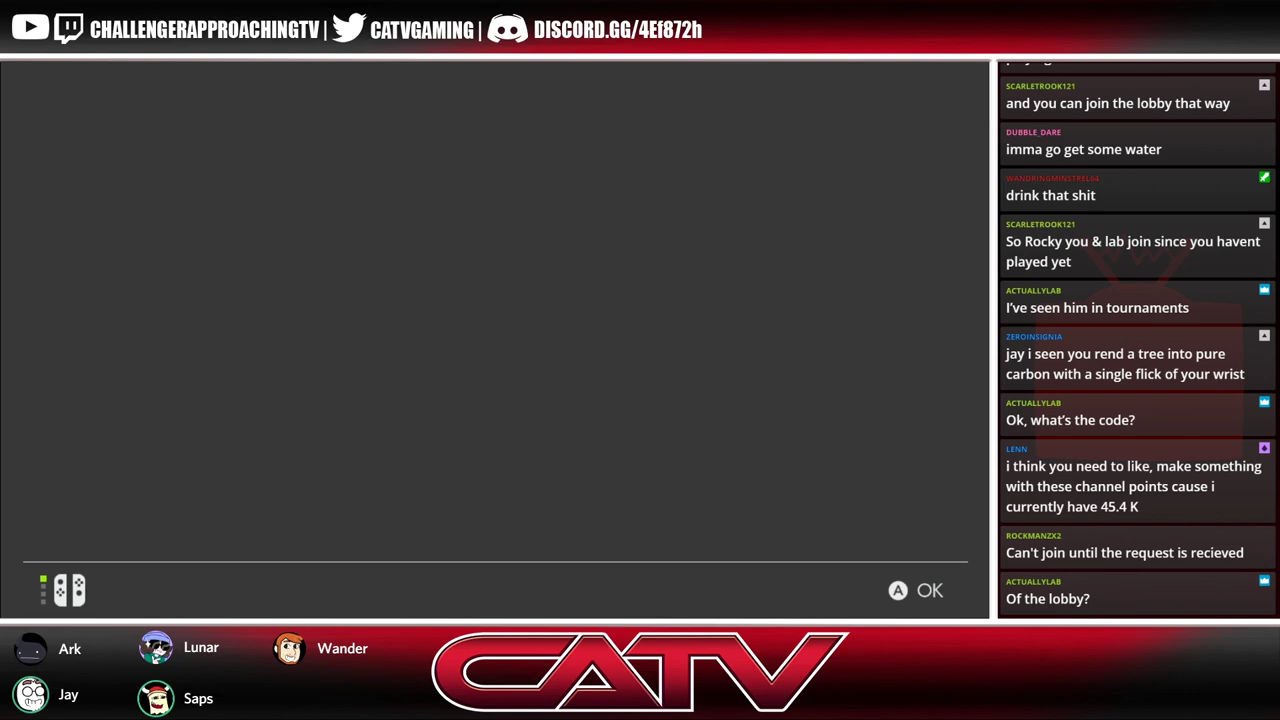 CHALLENGERAPPROACHINGTV | CATVGAMING | DISCORD.GG/4Ef872h
SCARLETROOK121
and you can join the lobby that way
DUBBLE_DARE
imma go get some water
WANDRINGMINSTREL64
drink that shit
SCARLETROOK121
So Rocky you & lab join since you havent
played yet
ACTUALLYLAB
I've seen him in tournaments
ZEROINSIGNIA
jay i seen you rend a tree into pure
carbon with a single flick of your wrist
ACTUALLYLAB
Ok, what's the code?
LENN
i think you need to like, make something
with these channel points cause i
currently have 45.4 K
ROCKMANZX2
Can't join until the request is recieved
ACTUALLYLAB
Of the lobby?
A OK
Ark
Lunar
Wander
Jay
Saps
CATV